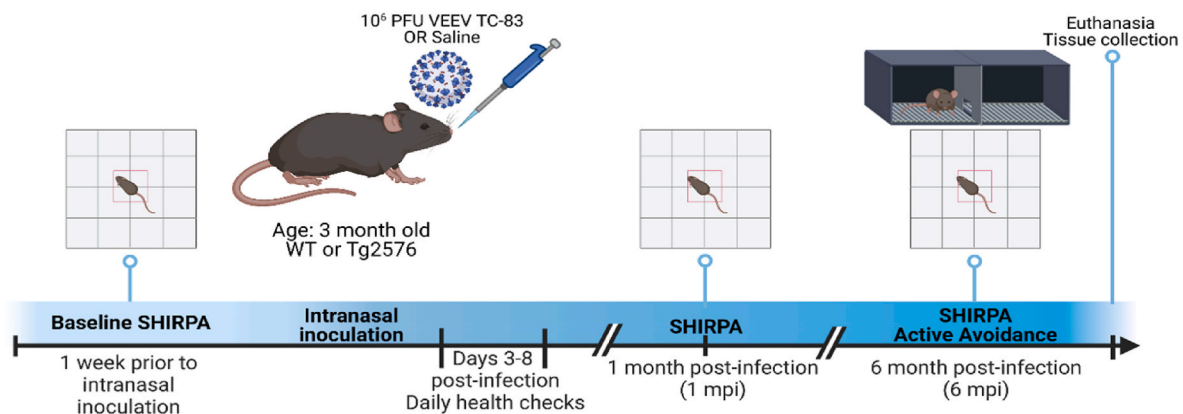 10⁶ PFU VEEV TC-83
OR Saline
Euthanasia
Tissue collection
Age: 3 month old
WT or Tg2576
Baseline SHIRPA
Intranasal
inoculation
SHIRPA
SHIRPA
Active Avoidance
1 week prior to
intranasal
inoculation
Days 3-8
post-infection
Daily health checks
1 month post-infection
(1 mpi)
6 month post-infection
(6 mpi)